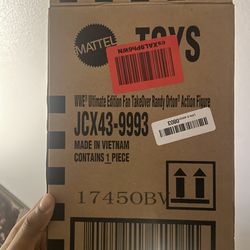 MATTEL
TOYS
WWE® Ultimate Edition Fan TakeOver Randy Orton® Action Figure
JCX43-9993
MADE IN VIETNAM
CONTAINS 1 PIECE
17450BV